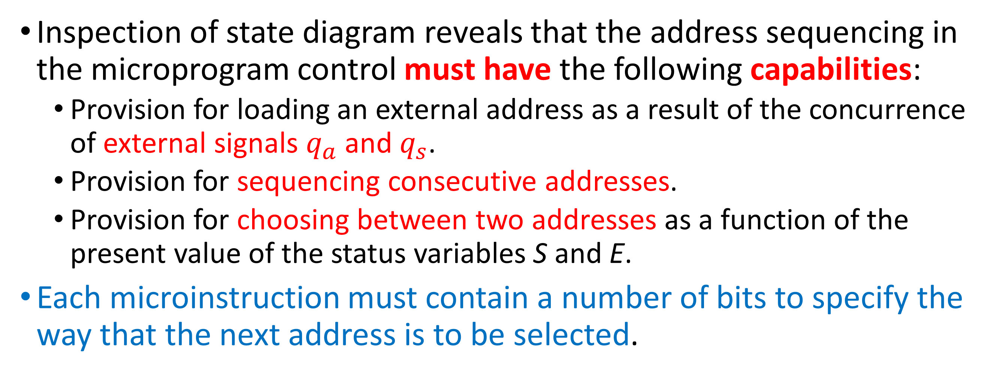 • Inspection of state diagram reveals that the address sequencing in
the microprogram control must have the following capabilities:
• Provision for loading an external address as a result of the concurrence
of external signals qₐ and qₛ.
• Provision for sequencing consecutive addresses.
• Provision for choosing between two addresses as a function of the
present value of the status variables S and E.
• Each microinstruction must contain a number of bits to specify the
way that the next address is to be selected.